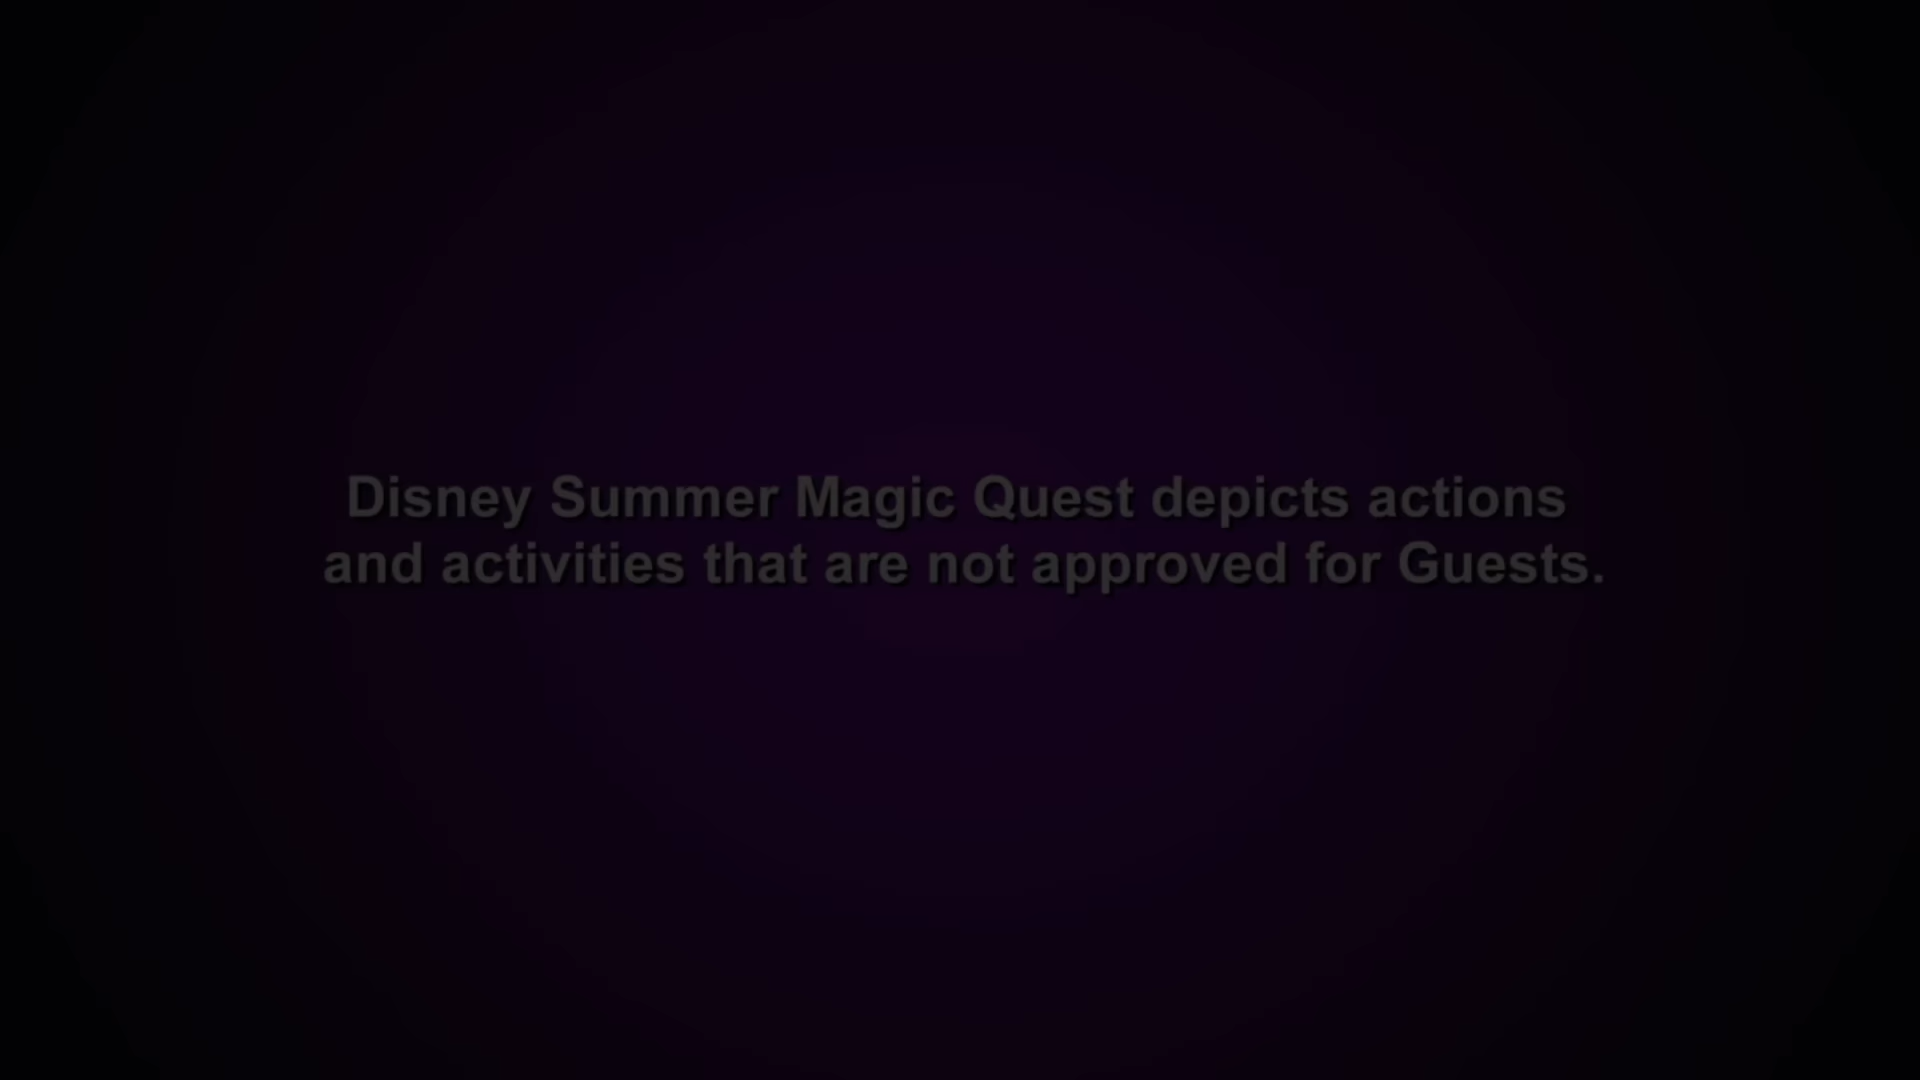 Disney Summer Magic Quest depicts actions
and activities that are not approved for Guests.